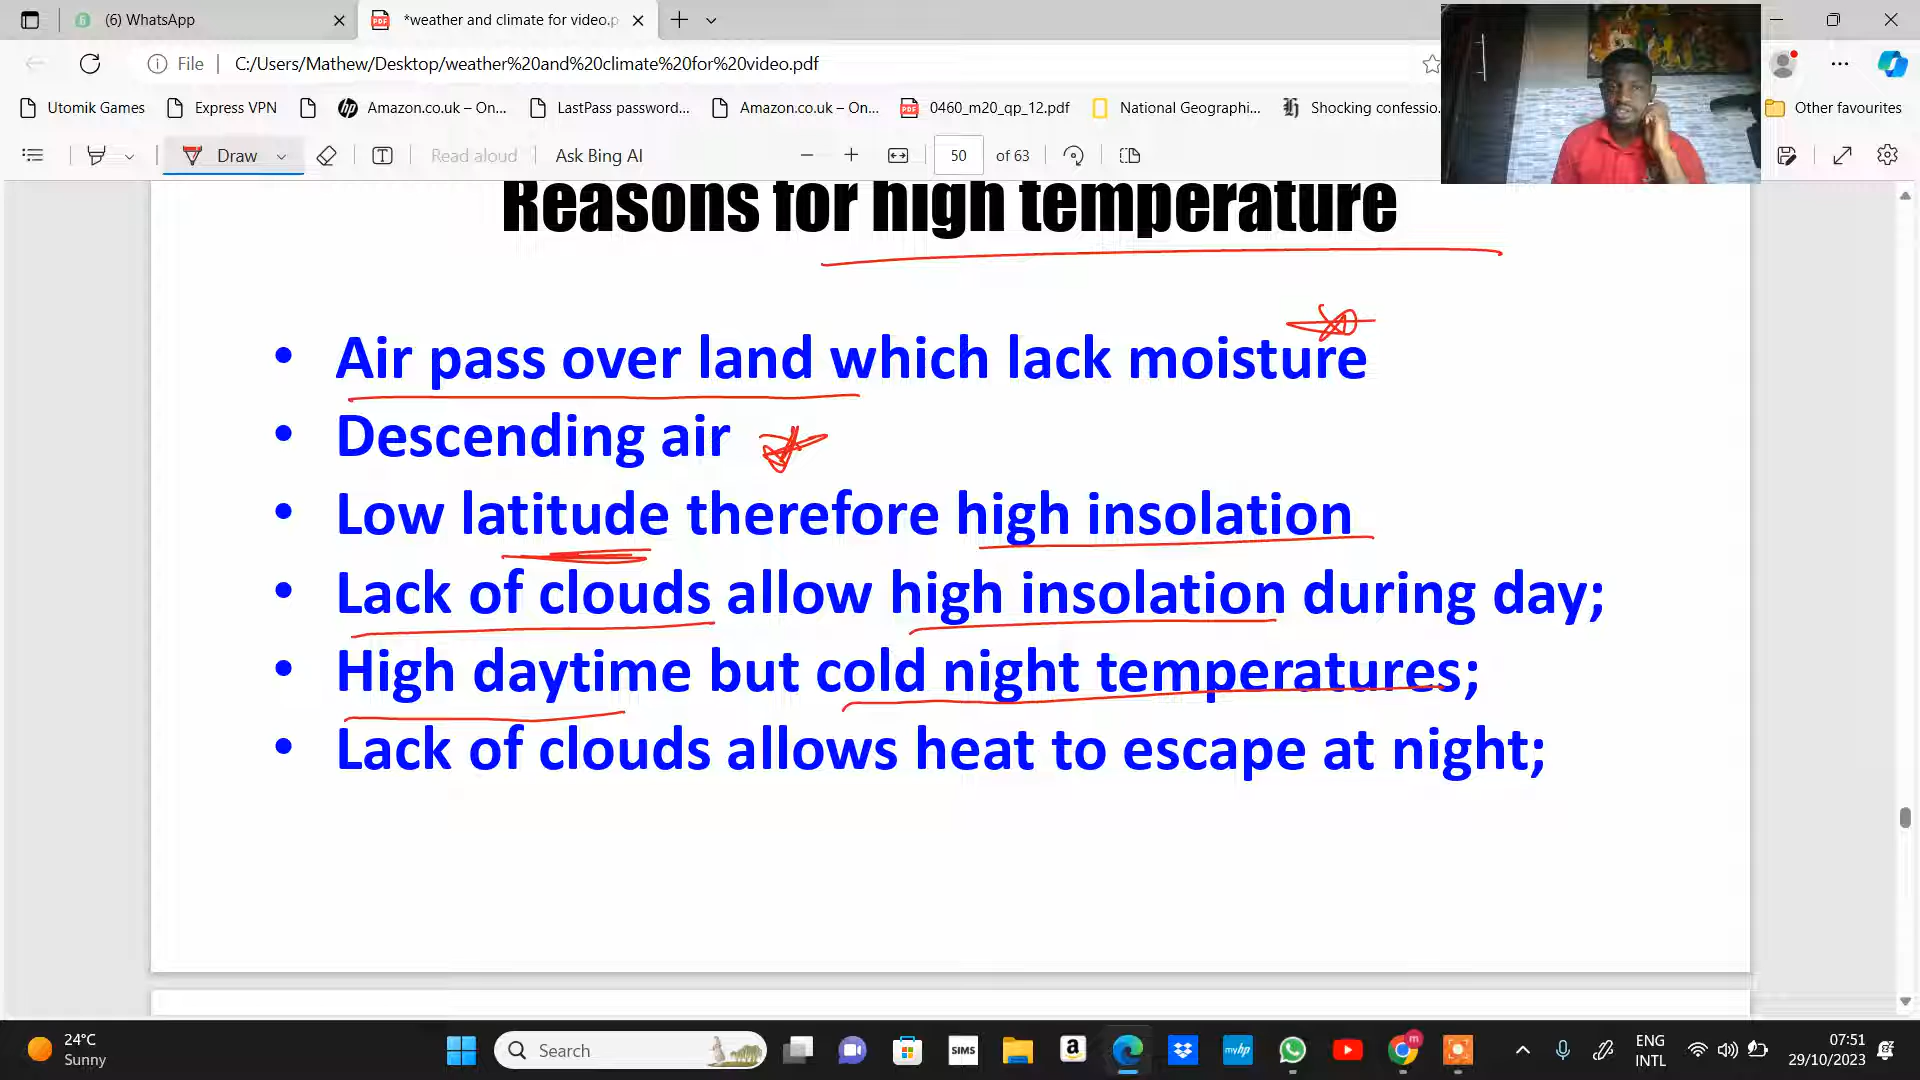 (6) WhatsApp
*weather and climate for video.p
File
C:/Users/Mathew/Desktop/weather%20and%20climate%20for%20video.pdf
Utomik Games
Express VPN
Amazon.co.uk – On...
LastPass password...
Amazon.co.uk – On...
0460_m20_qp_12.pdf
National Geographi...
Shocking confessio.
Other favourites
Draw
Read aloud
Ask Bing AI
50 of 63
Reasons for high temperature
• Air pass over land which lack moisture
• Descending air
• Low latitude therefore high insolation
• Lack of clouds allow high insolation during day;
• High daytime but cold night temperatures;
• Lack of clouds allows heat to escape at night;
24°C
Sunny
Search
SIMS
myhp
ENG
INTL
07:51
29/10/2023